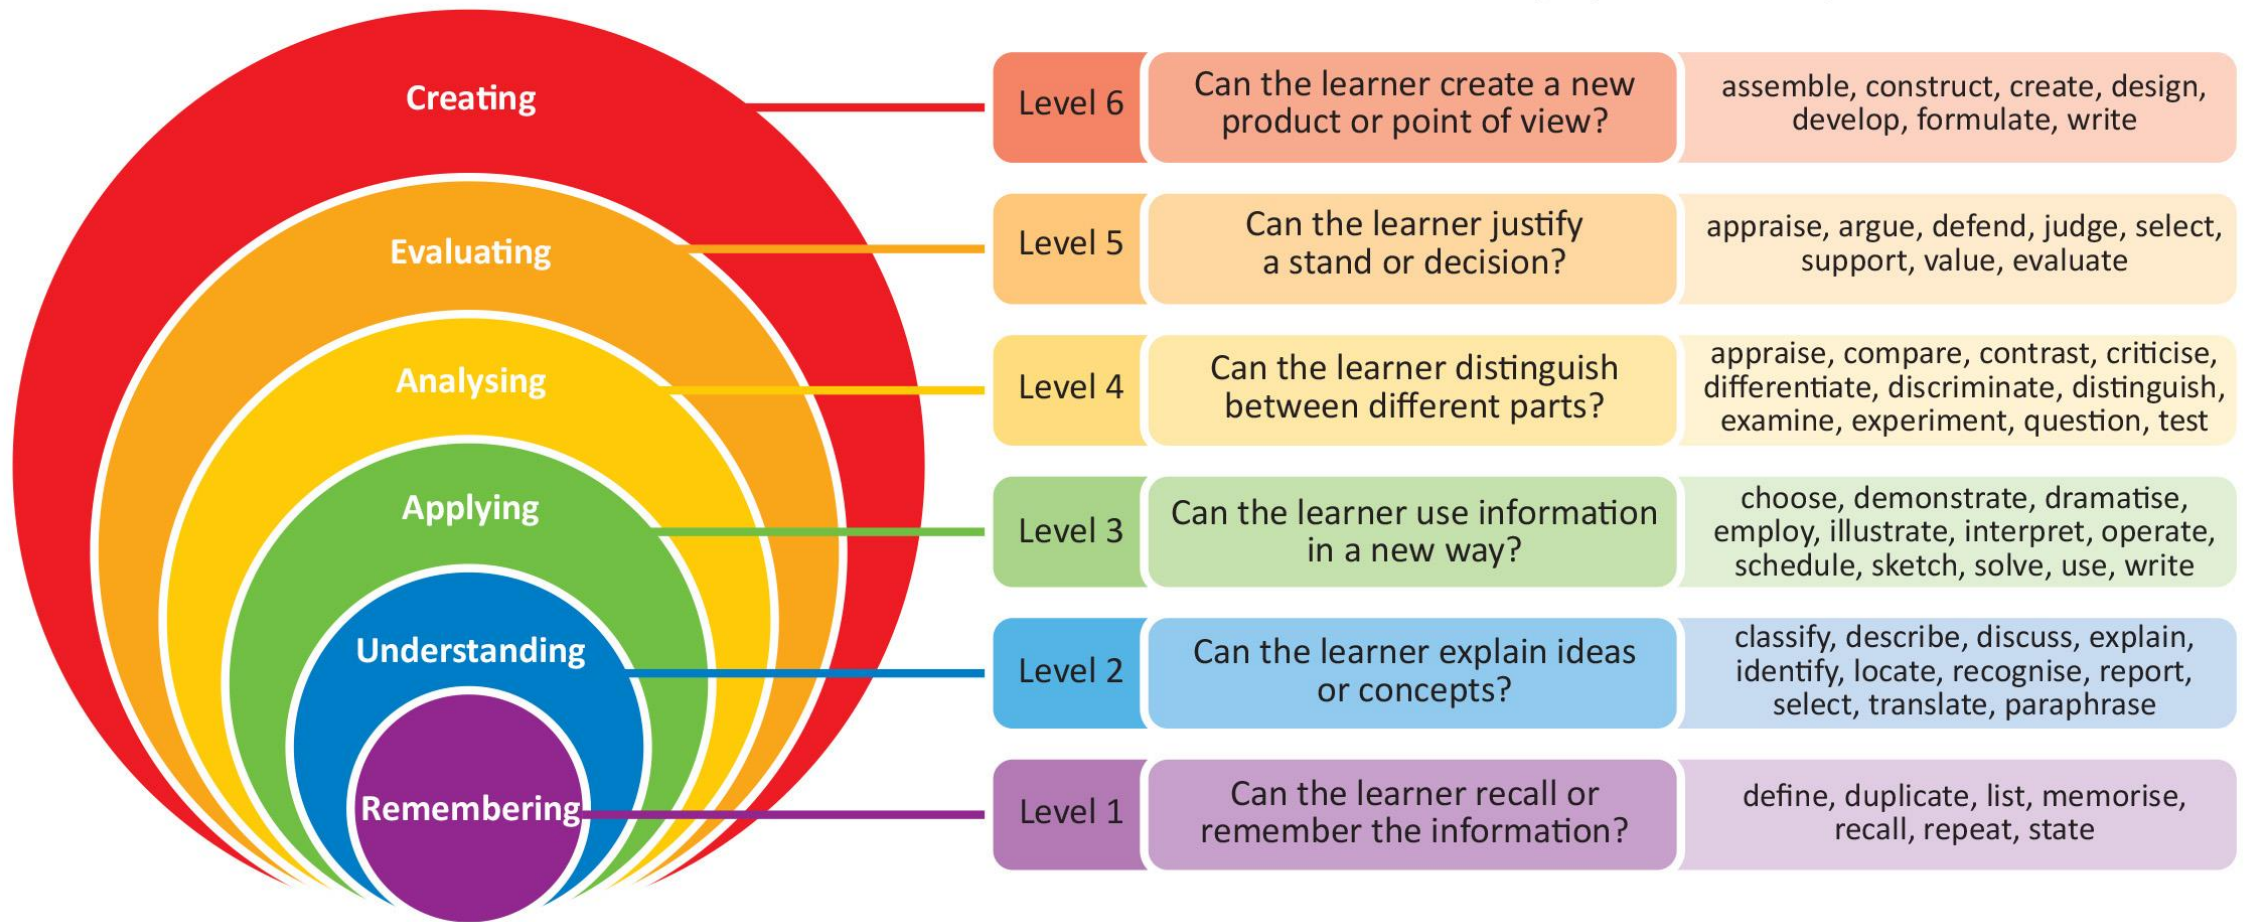 Creating
Level 6
Can the learner create a new
product or point of view?
assemble, construct, create, design,
develop, formulate, write
Evaluating
Level 5
Can the learner justify
a stand or decision?
appraise, argue, defend, judge, select,
support, value, evaluate
Analysing
Level 4
Can the learner distinguish
between different parts?
appraise, compare, contrast, criticise,
differentiate, discriminate, distinguish,
examine, experiment, question, test
Applying
Level 3
Can the learner use information
in a new way?
choose, demonstrate, dramatise,
employ, illustrate, interpret, operate,
schedule, sketch, solve, use, write
Understanding
Level 2
Can the learner explain ideas
or concepts?
classify, describe, discuss, explain,
identify, locate, recognise, report,
select, translate, paraphrase
Remembering
Level 1
Can the learner recall or
remember the information?
define, duplicate, list, memorise,
recall, repeat, state